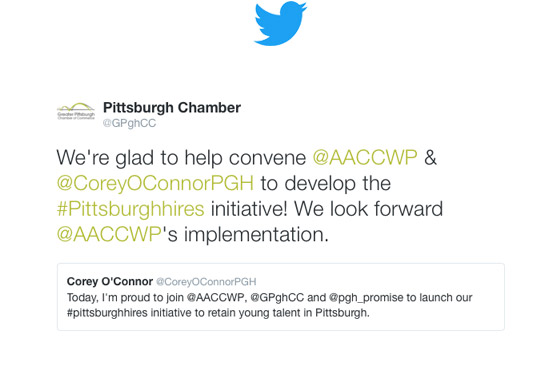 Greater Pittsburgh
Chamber of Commerce
Pittsburgh Chamber
@GPghCC
We're glad to help convene @AACCWP &
@CoreyOConnorPGH to develop the
#Pittsburghhires initiative! We look forward
@AACCWP's implementation.
Corey O'Connor @CoreyOConnorPGH
Today, I'm proud to join @AACCWP, @GPghCC and @pgh_promise to launch our
#pittsburghhires initiative to retain young talent in Pittsburgh.